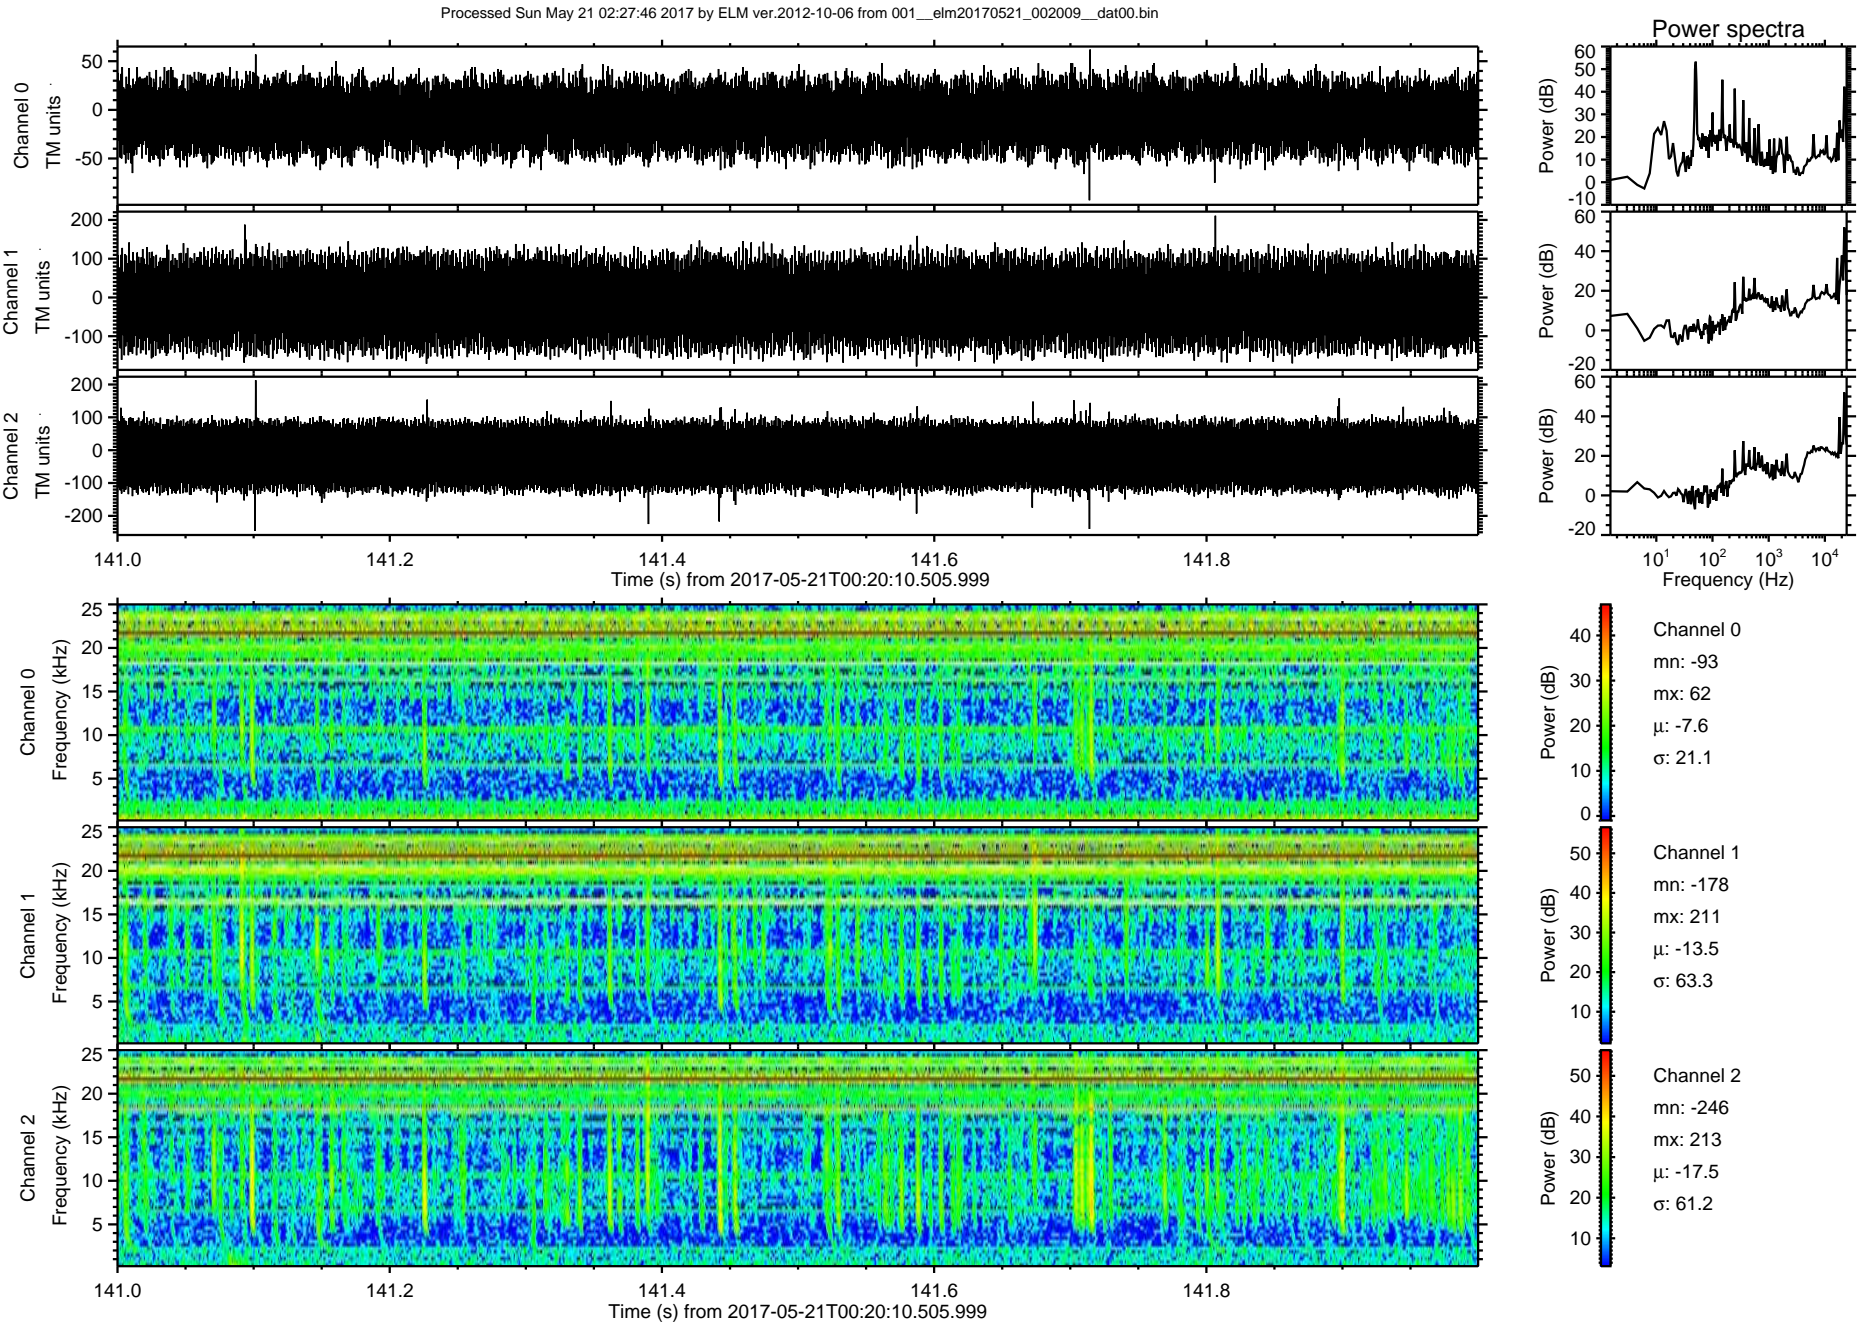 Processed Sun May 21 02:27:46 2017 by ELM ver.2012-10-06 from 001__elm20170521_002009__dat00.bin
Power spectra
Channel 0
TM units
50
0
-50
Power (dB)
60
50
40
30
20
10
0
-10
Channel 1
TM units
200
100
0
-100
Power (dB)
60
40
20
0
-20
Channel 2
TM units
200
100
0
-100
-200
Power (dB)
60
40
20
0
-20
141.0 141.2 141.4 141.6 141.8
Time (s) from 2017-05-21T00:20:10.505.999
10¹ 10² 10³ 10⁴
Frequency (Hz)
Channel 0
Frequency (kHz)
25
20
15
10
5
Power (dB)
40
30
20
10
0
Channel 0
mn: -93
mx: 62
μ: -7.6
σ: 21.1
Channel 1
Frequency (kHz)
25
20
15
10
5
Power (dB)
50
40
30
20
10
Channel 1
mn: -178
mx: 211
μ: -13.5
σ: 63.3
Channel 2
Frequency (kHz)
25
20
15
10
5
Power (dB)
50
40
30
20
10
Channel 2
mn: -246
mx: 213
μ: -17.5
σ: 61.2
141.0 141.2 141.4 141.6 141.8
Time (s) from 2017-05-21T00:20:10.505.999